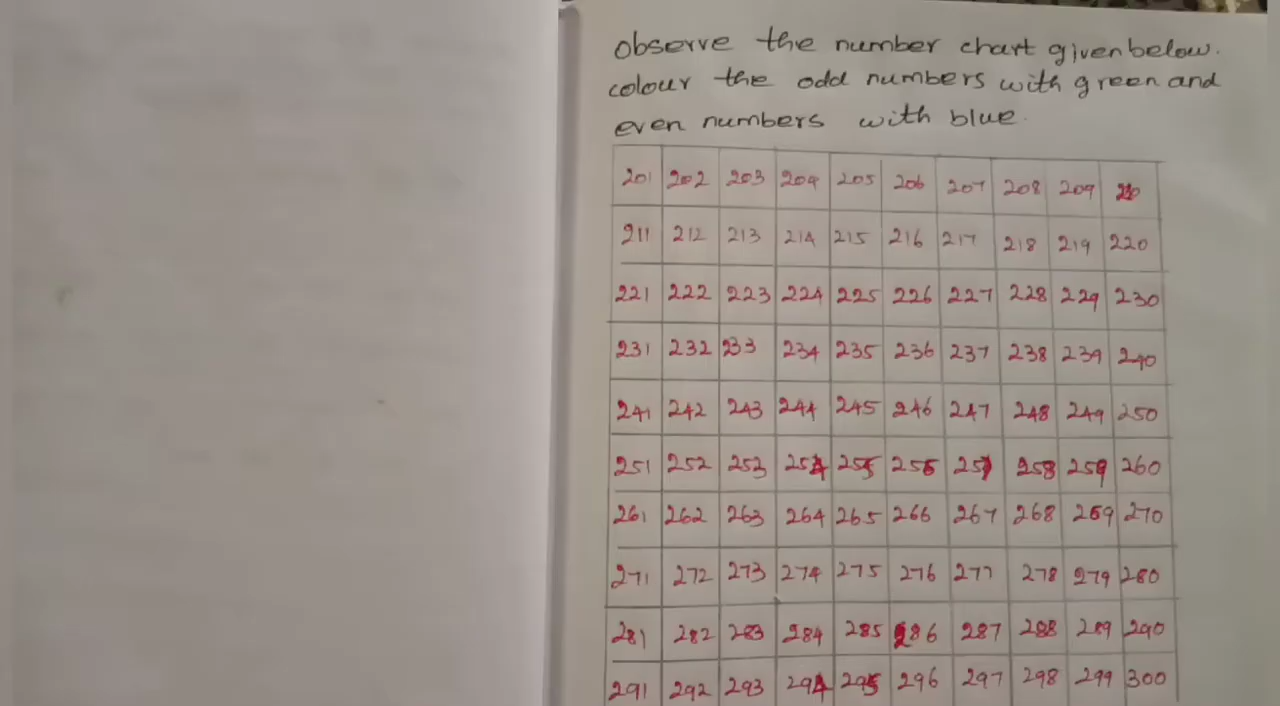 observe the number chart given below.
colour the odd numbers with green and
even numbers with blue.
201 202 203 204 205 206 207 208 209 210
211 212 213 214 215 216 217 218 219 220
221 222 223 224 225 226 227 228 229 230
231 232 233 234 235 236 237 238 239 240
241 242 243 244 245 246 247 248 249 250
251 252 253 254 255 256 257 258 259 260
261 262 263 264 265 266 267 268 269 270
271 272 273 274 275 276 277 278 279 280
281 282 283 284 285 286 287 288 289 290
291 292 293 294 295 296 297 298 299 300